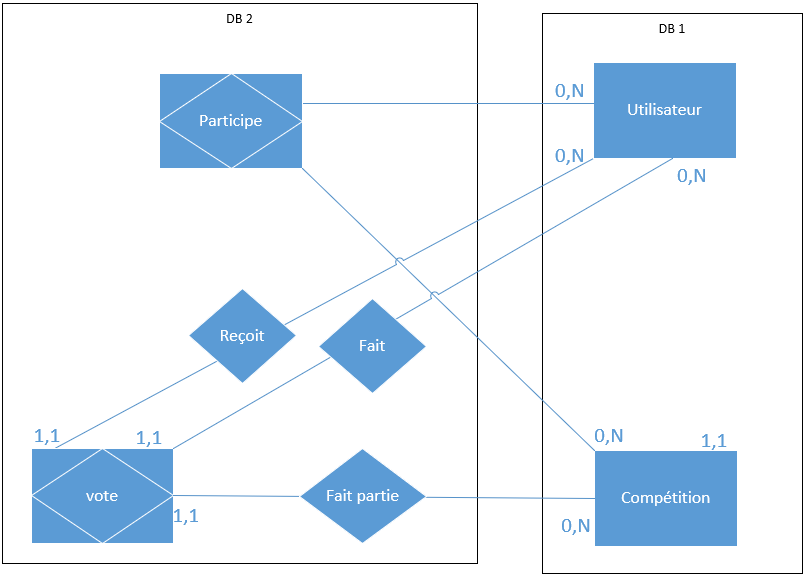 DB 2
DB 1
Participe
0,N
Utilisateur
0,N
0,N
Reçoit
Fait
1,1
1,1
0,N
1,1
vote
Fait partie
Compétition
1,1
0,N